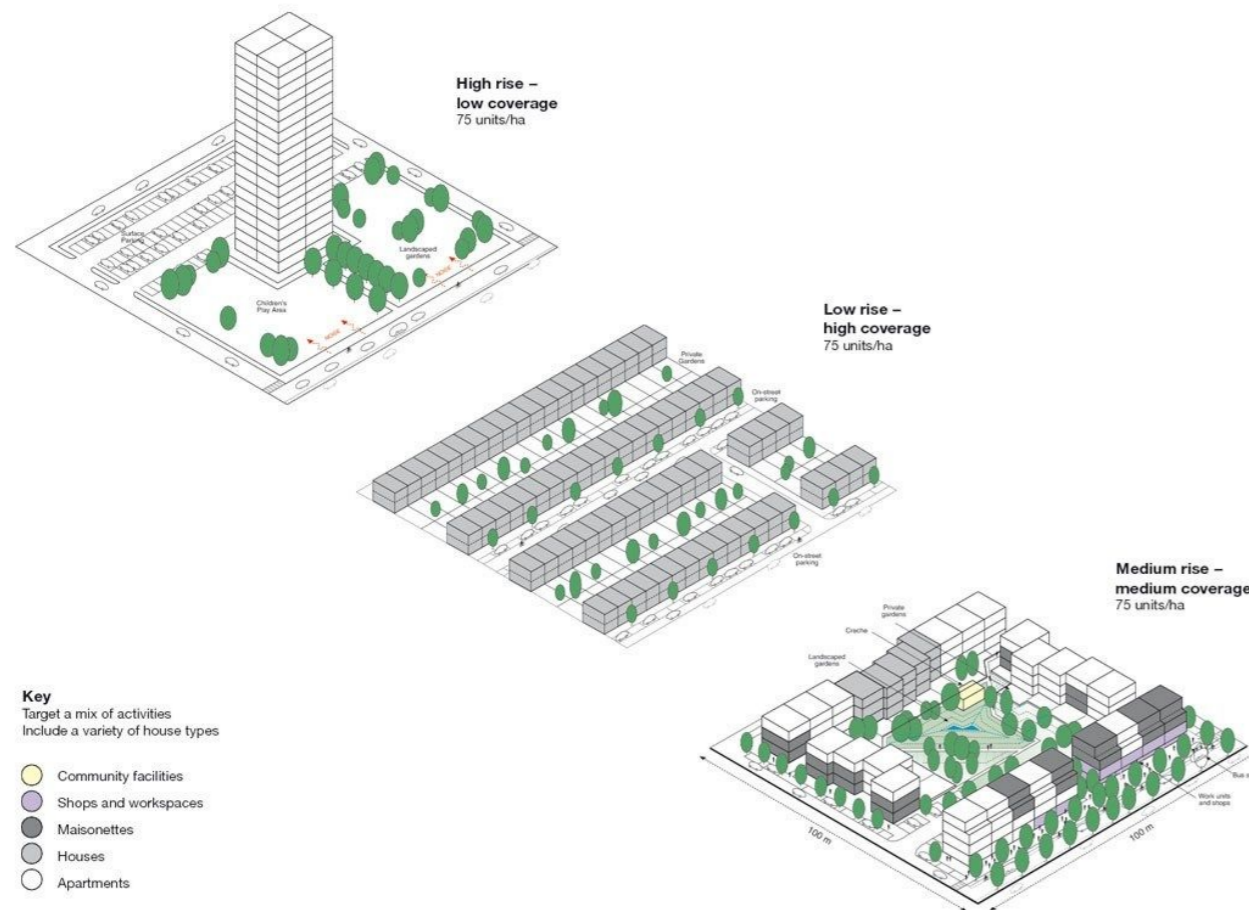 High rise –
low coverage
75 units/ha
Surface
Parking
Landscaped
gardens
NOISE
Children's
Play Area
NOISE
Low rise –
high coverage
75 units/ha
Private
Gardens
On-street
parking
On-street
parking
Medium rise –
medium coverage
75 units/ha
Private
gardens
Creche
Landscaped
gardens
Bus s
Work units
and shops
100 m
100 m
Key
Target a mix of activities
Include a variety of house types
Community facilities
Shops and workspaces
Maisonettes
Houses
Apartments